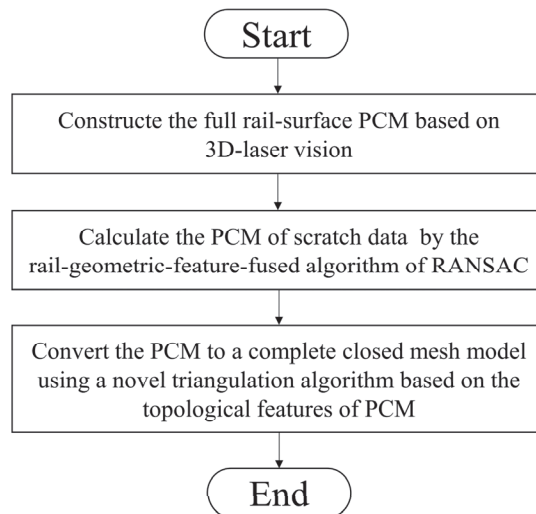 Start
Constructe the full rail-surface PCM based on
3D-laser vision
Calculate the PCM of scratch data by the
rail-geometric-feature-fused algorithm of RANSAC
Convert the PCM to a complete closed mesh model
using a novel triangulation algorithm based on the
topological features of PCM
End